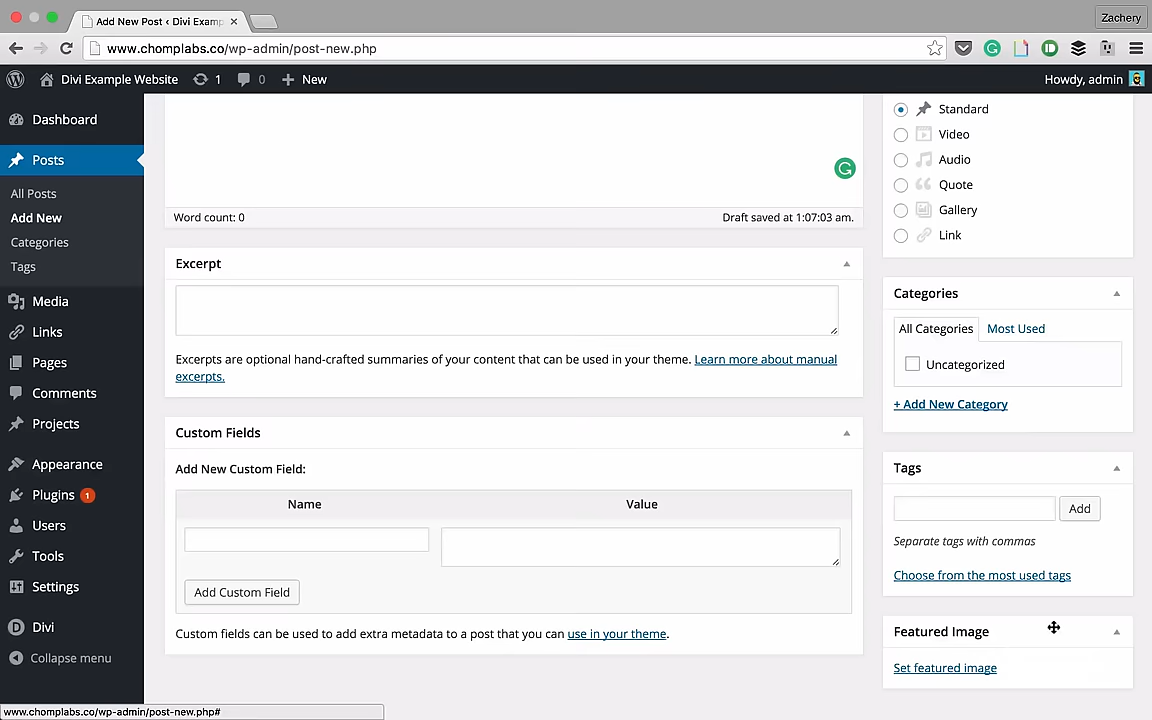 Add New Post ‹ Divi Examp
Zachery
www.chomplabs.co/wp-admin/post-new.php
Divi Example Website
1
0
New
Howdy, admin
Dashboard
Posts
All Posts
Add New
Categories
Tags
Media
Links
Pages
Comments
Projects
Appearance
Plugins 1
Users
Tools
Settings
Divi
Collapse menu
Word count: 0
Draft saved at 1:07:03 am.
Excerpt
Excerpts are optional hand-crafted summaries of your content that can be used in your theme. Learn more about manual
excerpts.
Custom Fields
Add New Custom Field:
Name
Value
Add Custom Field
Custom fields can be used to add extra metadata to a post that you can use in your theme.
Standard
Video
Audio
Quote
Gallery
Link
Categories
All Categories
Most Used
Uncategorized
+ Add New Category
Tags
Add
Separate tags with commas
Choose from the most used tags
Featured Image
Set featured image
www.chomplabs.co/wp-admin/post-new.php#